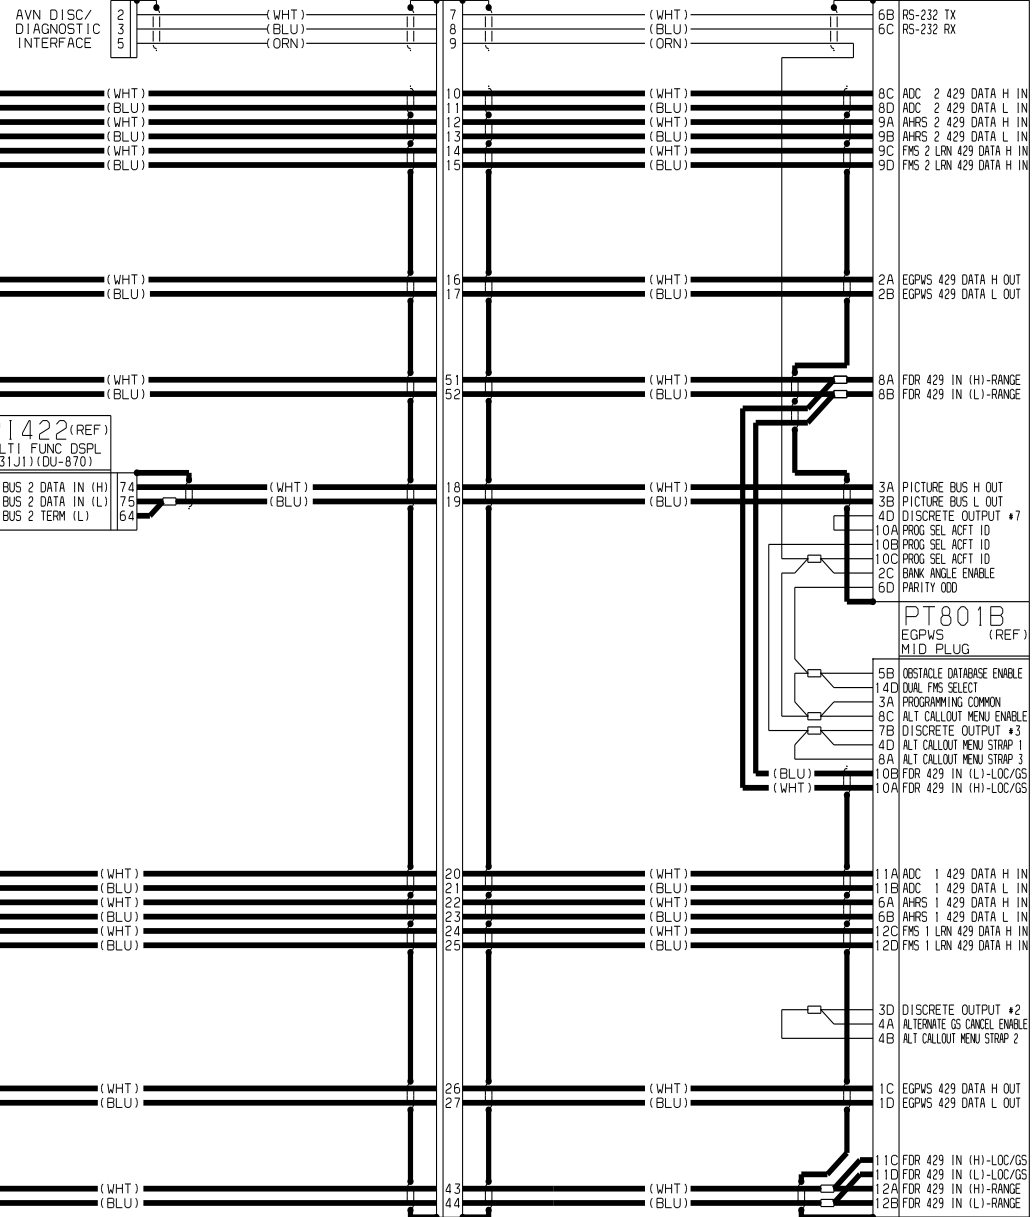 AVN DISC/ 2 (WHT) 7 (WHT) 6B RS-232 TX
DIAGNOSTIC 3 (BLU) 8 (BLU) 6C RS-232 RX
INTERFACE 5 (ORN) 9 (ORN)
(WHT) 10 (WHT) 8C ADC 2 429 DATA H IN
(BLU) 11 (BLU) 8D ADC 2 429 DATA L IN
(WHT) 12 (WHT) 9A AHRS 2 429 DATA H IN
(BLU) 13 (BLU) 9B AHRS 2 429 DATA L IN
(WHT) 14 (WHT) 9C FMS 2 LRN 429 DATA H IN
(BLU) 15 (BLU) 9D FMS 2 LRN 429 DATA H IN
(WHT) 16 (WHT) 2A EGPWS 429 DATA H OUT
(BLU) 17 (BLU) 2B EGPWS 429 DATA L OUT
(WHT) 51 (WHT) 8A FDR 429 IN (H)-RANGE
(BLU) 52 (BLU) 8B FDR 429 IN (L)-RANGE
I422(REF)
LTI FUNC DSPL
31J1)(DU-870)
BUS 2 DATA IN (H) 74 (WHT) 18 (WHT) 3A PICTURE BUS H OUT
BUS 2 DATA IN (L) 75 (BLU) 19 (BLU) 3B PICTURE BUS L OUT
BUS 2 TERM (L) 64 4D DISCRETE OUTPUT #7
10A PROG SEL ACFT ID
10B PROG SEL ACFT ID
10C PROG SEL ACFT ID
2C BANK ANGLE ENABLE
6D PARITY ODD
PT801B
EGPWS (REF)
MID PLUG
5B OBSTACLE DATABASE ENABLE
14D DUAL FMS SELECT
3A PROGRAMMING COMMON
8C ALT CALLOUT MENU ENABLE
7B DISCRETE OUTPUT #3
4D ALT CALLOUT MENU STRAP 1
8A ALT CALLOUT MENU STRAP 3
(BLU) 10B FDR 429 IN (L)-LOC/GS
(WHT) 10A FDR 429 IN (H)-LOC/GS
(WHT) 20 (WHT) 11A ADC 1 429 DATA H IN
(BLU) 21 (BLU) 11B ADC 1 429 DATA L IN
(WHT) 22 (WHT) 6A AHRS 1 429 DATA H IN
(BLU) 23 (BLU) 6B AHRS 1 429 DATA L IN
(WHT) 24 (WHT) 12C FMS 1 LRN 429 DATA H IN
(BLU) 25 (BLU) 12D FMS 1 LRN 429 DATA H IN
3D DISCRETE OUTPUT #2
4A ALTERNATE GS CANCEL ENABLE
4B ALT CALLOUT MENU STRAP 2
(WHT) 26 (WHT) 1C EGPWS 429 DATA H OUT
(BLU) 27 (BLU) 1D EGPWS 429 DATA L OUT
11C FDR 429 IN (H)-LOC/GS
11D FDR 429 IN (L)-LOC/GS
(WHT) 43 (WHT) 12A FDR 429 IN (H)-RANGE
(BLU) 44 (BLU) 12B FDR 429 IN (L)-RANGE